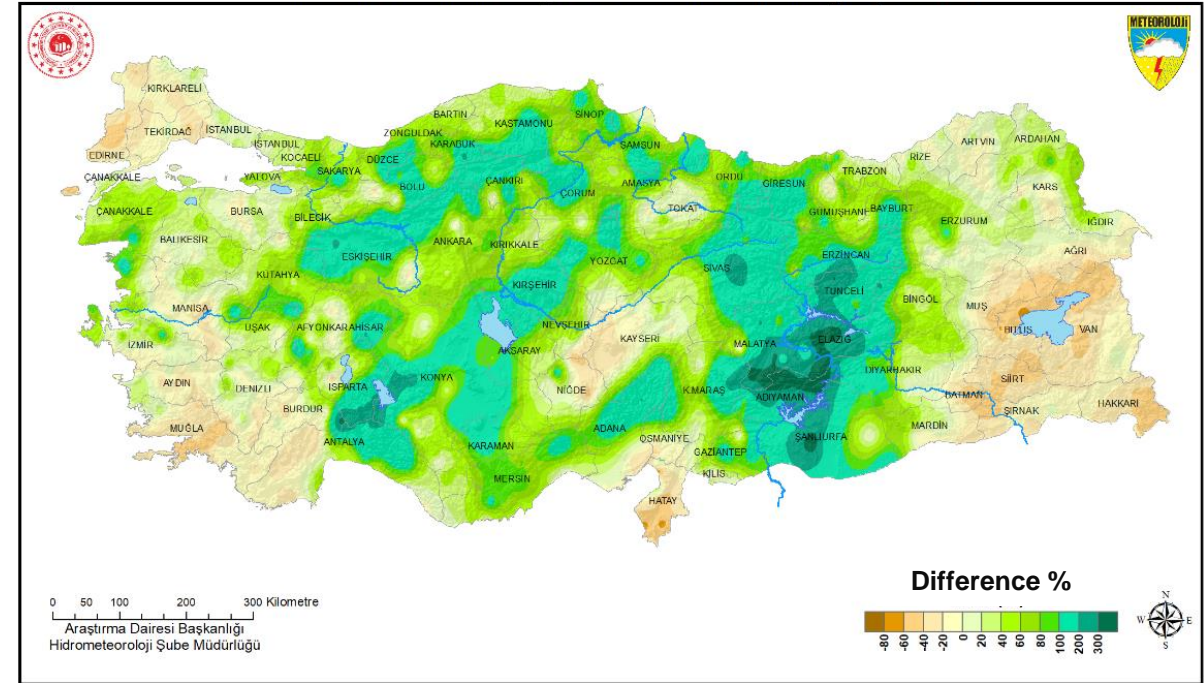 METEOROLOJİ
KIRKLARELİ
TEKİRDAĞ
İSTANBUL
EDİRNE
İSTANBUL
KOCAELİ
YALOVA
SAKARYA
DÜZCE
ZONGULDAK
BARTIN
KARABÜK
KASTAMONU
SİNOP
SAMSUN
ÇANAKKALE
ÇANAKKALE
BURSA
BİLECİK
BOLU
ÇANKIRI
ÇORUM
AMASYA
ORDU
GİRESUN
TRABZON
RİZE
ARTVİN
ARDAHAN
KARS
TOKAT
GÜMÜŞHANE
BAYBURT
ERZURUM
IĞDIR
BALIKESİR
ESKİŞEHİR
ANKARA
KIRIKKALE
YOZGAT
SİVAS
ERZİNCAN
AĞRI
KÜTAHYA
KIRŞEHİR
TUNCELİ
BİNGÖL
MUŞ
MANİSA
UŞAK
AFYONKARAHİSAR
NEVŞEHİR
KAYSERİ
MALATYA
ELAZIĞ
BİTLİS
VAN
İZMİR
AKSARAY
DİYARBAKIR
AYDIN
DENİZLİ
ISPARTA
KONYA
NİĞDE
K.MARAŞ
ADIYAMAN
SİİRT
BATMAN
BURDUR
ŞIRNAK
HAKKARİ
MUĞLA
ANTALYA
KARAMAN
ADANA
OSMANİYE
GAZİANTEP
ŞANLIURFA
MARDİN
MERSİN
KİLİS
HATAY
Difference %
-80 -60 -40 -20 0 20 40 60 80 100 200 300
N
W E
S
0 50 100 200 300 Kilometre
Araştırma Dairesi Başkanlığı
Hidrometeoroloji Şube Müdürlüğü